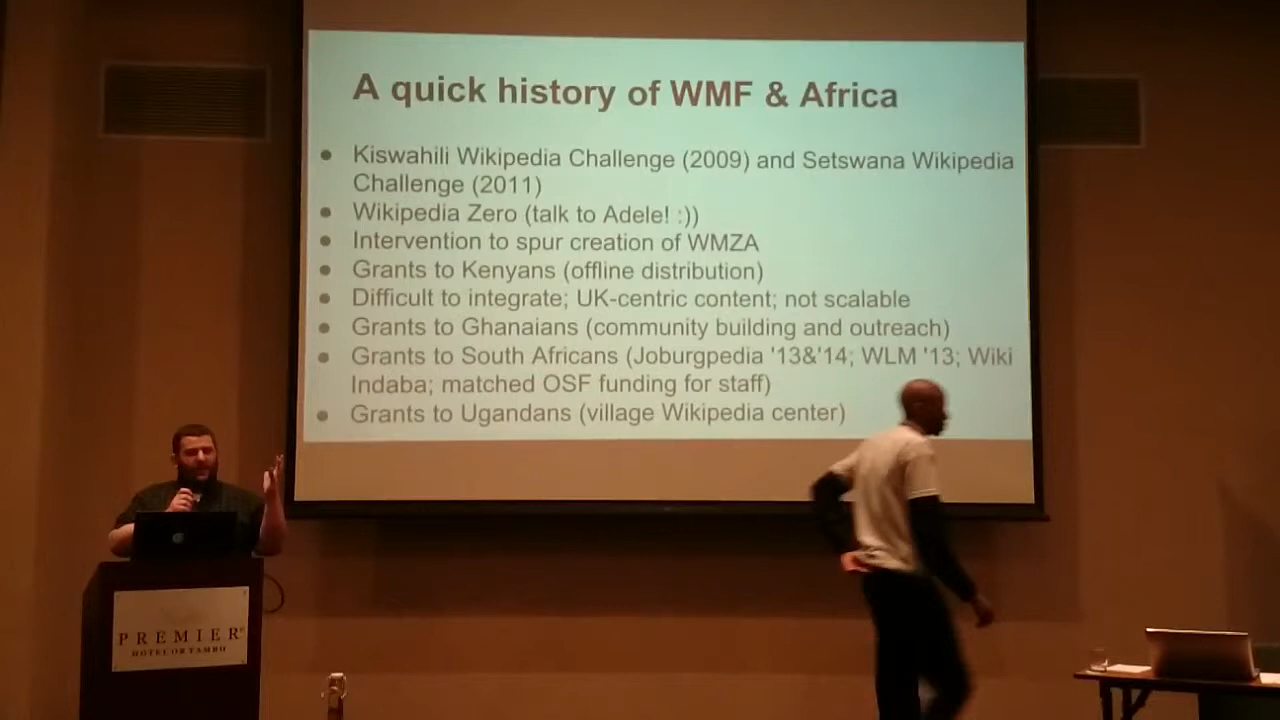 A quick history of WMF & Africa
● Kiswahili Wikipedia Challenge (2009) and Setswana Wikipedia
Challenge (2011)
● Wikipedia Zero (talk to Adele! :))
● Intervention to spur creation of WMZA
● Grants to Kenyans (offline distribution)
● Difficult to integrate; UK-centric content; not scalable
● Grants to Ghanaians (community building and outreach)
● Grants to South Africans (Joburgpedia '13&'14; WLM '13; Wiki
Indaba; matched OSF funding for staff)
● Grants to Ugandans (village Wikipedia center)
PREMIER
HOTEL OR TAMBO